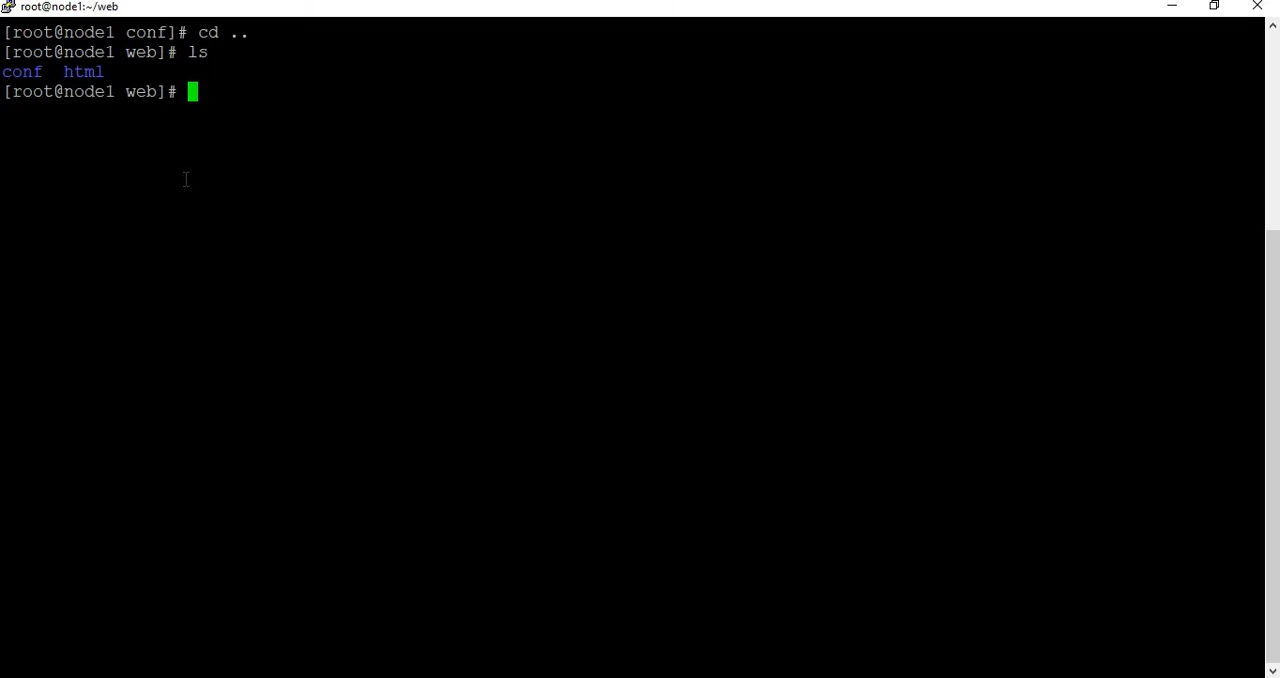 root@node1:~/web
[root@node1 conf]# cd ..
[root@node1 web]# ls
conf  html
[root@node1 web]#